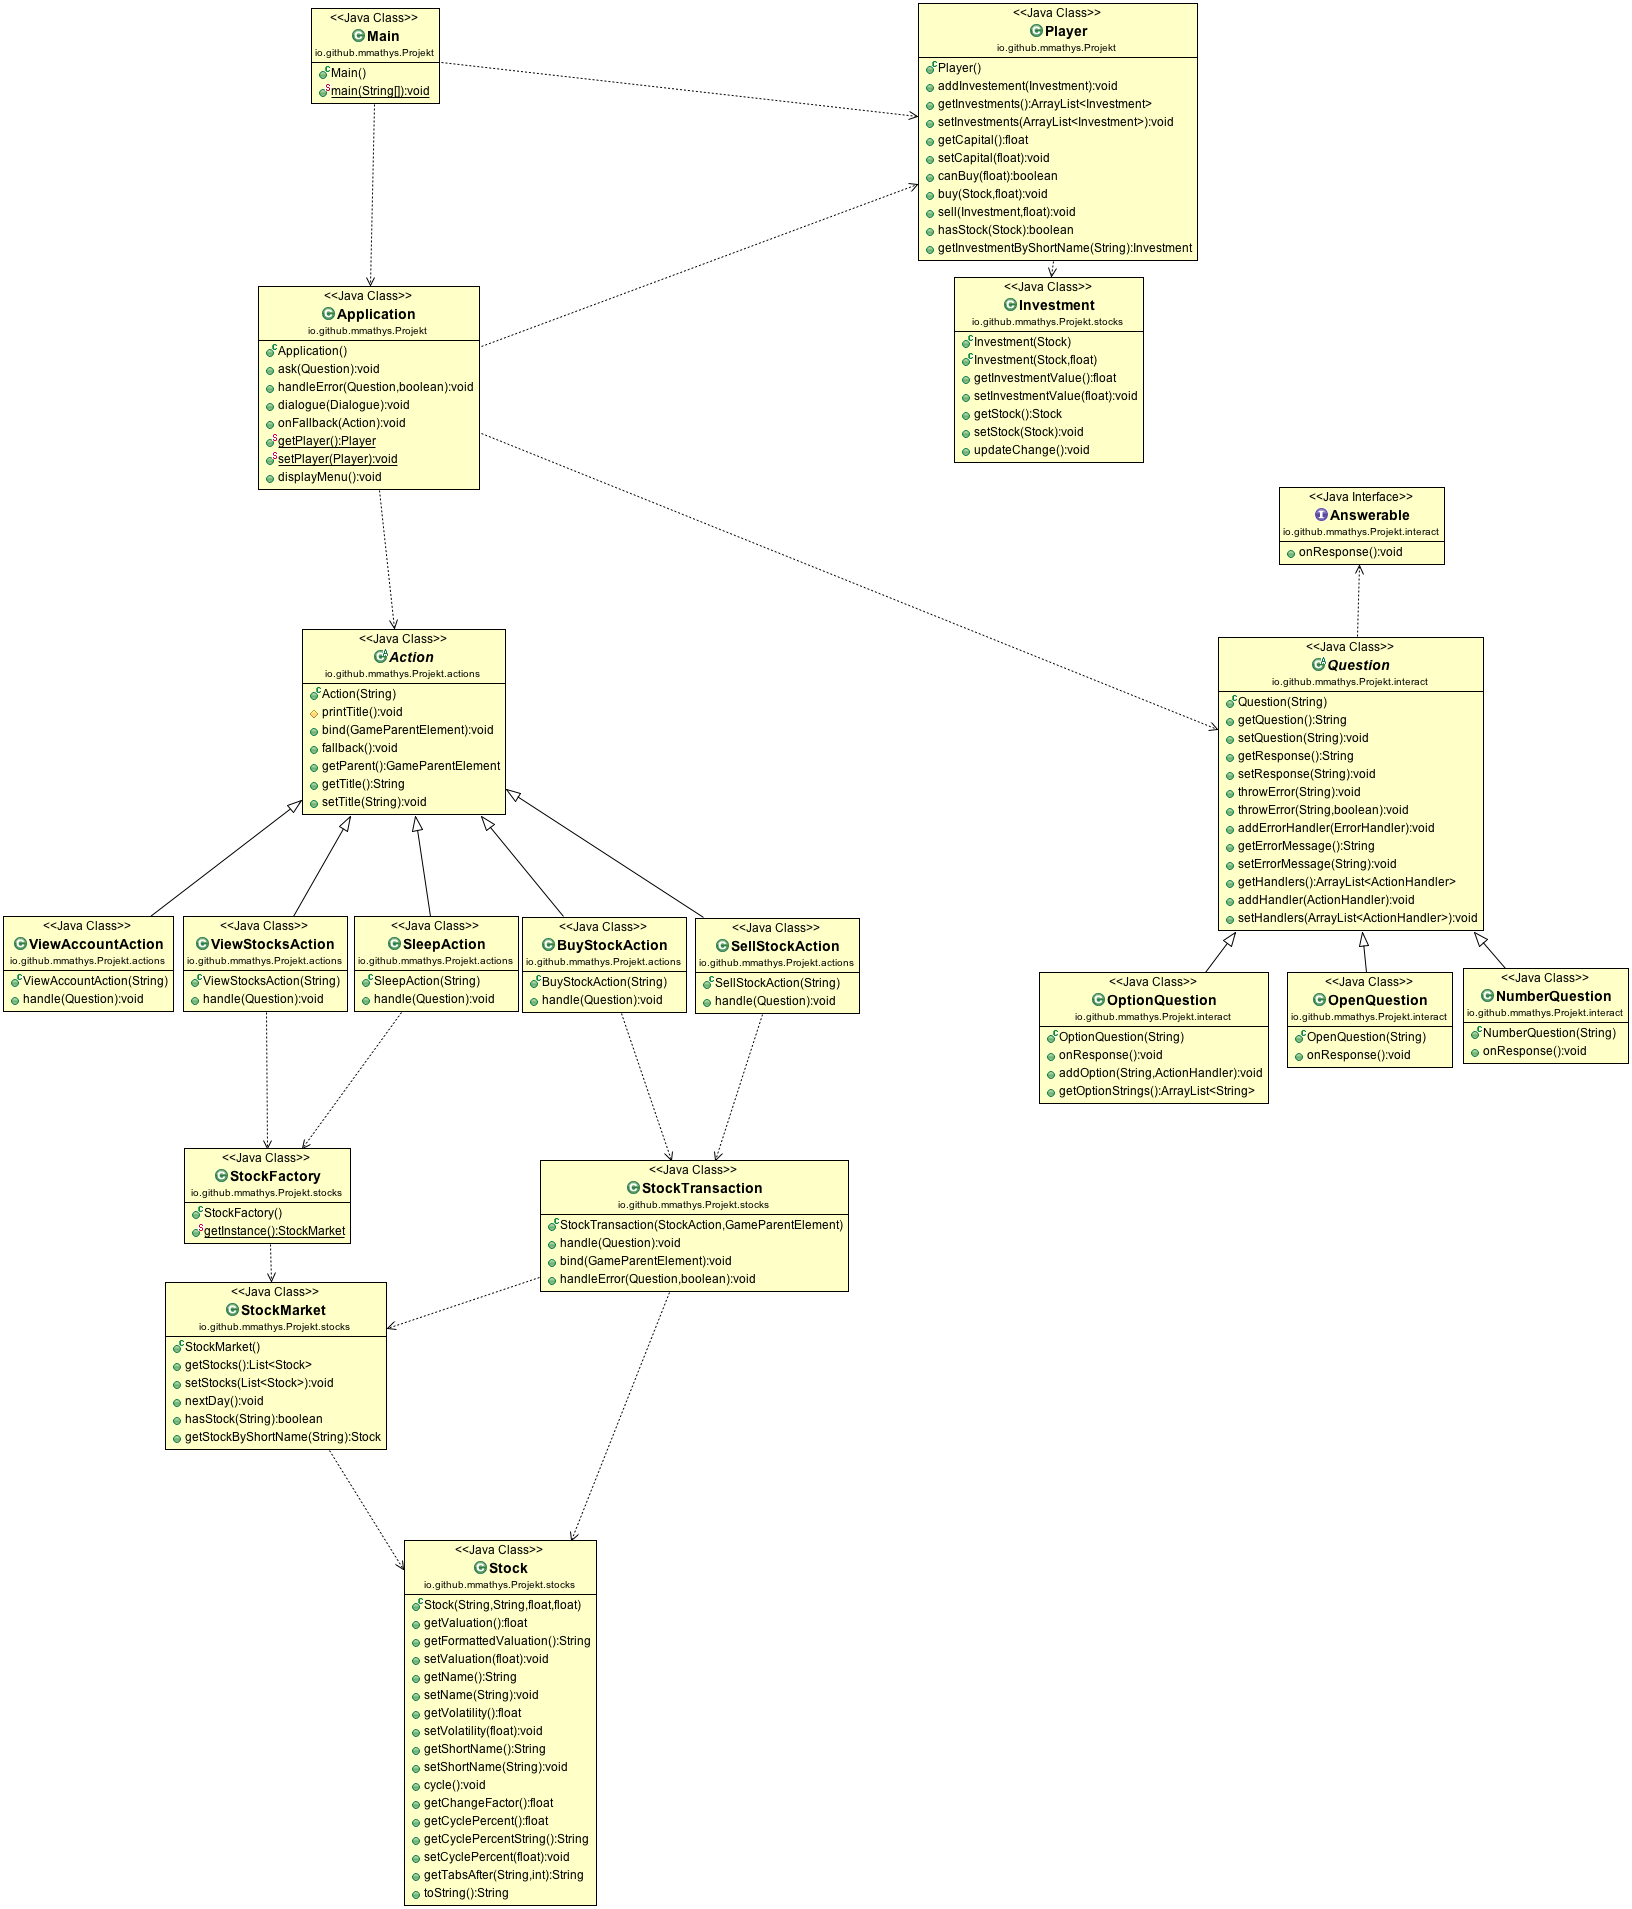 <<Java Class>>
Main
io.github.mmathys.Projekt
Main()
main(String[]):void
<<Java Class>>
Player
io.github.mmathys.Projekt
Player()
addInvestement(Investment):void
getInvestments():ArrayList<Investment>
setInvestments(ArrayList<Investment>):void
getCapital():float
setCapital(float):void
canBuy(float):boolean
buy(Stock,float):void
sell(Investment,float):void
hasStock(Stock):boolean
getInvestmentByShortName(String):Investment
<<Java Class>>
Investment
io.github.mmathys.Projekt.stocks
Investment(Stock)
Investment(Stock,float)
getInvestmentValue():float
setInvestmentValue(float):void
getStock():Stock
setStock(Stock):void
updateChange():void
<<Java Class>>
Application
io.github.mmathys.Projekt
Application()
ask(Question):void
handleError(Question,boolean):void
dialogue(Dialogue):void
onFallback(Action):void
getPlayer():Player
setPlayer(Player):void
displayMenu():void
<<Java Interface>>
Answerable
io.github.mmathys.Projekt.interact
onResponse():void
<<Java Class>>
Action
io.github.mmathys.Projekt.actions
Action(String)
printTitle():void
bind(GameParentElement):void
fallback():void
getParent():GameParentElement
getTitle():String
setTitle(String):void
<<Java Class>>
Question
io.github.mmathys.Projekt.interact
Question(String)
getQuestion():String
setQuestion(String):void
getResponse():String
setResponse(String):void
throwError(String):void
throwError(String,boolean):void
addErrorHandler(ErrorHandler):void
getErrorMessage():String
setErrorMessage(String):void
getHandlers():ArrayList<ActionHandler>
addHandler(ActionHandler):void
setHandlers(ArrayList<ActionHandler>):void
<<Java Class>>
ViewAccountAction
io.github.mmathys.Projekt.actions
ViewAccountAction(String)
handle(Question):void
<<Java Class>>
ViewStocksAction
io.github.mmathys.Projekt.actions
ViewStocksAction(String)
handle(Question):void
<<Java Class>>
SleepAction
io.github.mmathys.Projekt.actions
SleepAction(String)
handle(Question):void
<<Java Class>>
BuyStockAction
io.github.mmathys.Projekt.actions
BuyStockAction(String)
handle(Question):void
<<Java Class>>
SellStockAction
io.github.mmathys.Projekt.actions
SellStockAction(String)
handle(Question):void
<<Java Class>>
OptionQuestion
io.github.mmathys.Projekt.interact
OptionQuestion(String)
onResponse():void
addOption(String,ActionHandler):void
getOptionStrings():ArrayList<String>
<<Java Class>>
OpenQuestion
io.github.mmathys.Projekt.interact
OpenQuestion(String)
onResponse():void
<<Java Class>>
NumberQuestion
io.github.mmathys.Projekt.interact
NumberQuestion(String)
onResponse():void
<<Java Class>>
StockFactory
io.github.mmathys.Projekt.stocks
StockFactory()
getInstance():StockMarket
<<Java Class>>
StockTransaction
io.github.mmathys.Projekt.stocks
StockTransaction(StockAction,GameParentElement)
handle(Question):void
bind(GameParentElement):void
handleError(Question,boolean):void
<<Java Class>>
StockMarket
io.github.mmathys.Projekt.stocks
StockMarket()
getStocks():List<Stock>
setStocks(List<Stock>):void
nextDay():void
hasStock(String):boolean
getStockByShortName(String):Stock
<<Java Class>>
Stock
io.github.mmathys.Projekt.stocks
Stock(String,String,float,float)
getValuation():float
getFormattedValuation():String
setValuation(float):void
getName():String
setName(String):void
getVolatility():float
setVolatility(float):void
getShortName():String
setShortName(String):void
cycle():void
getChangeFactor():float
getCyclePercent():float
getCyclePercentString():String
setCyclePercent(float):void
getTabsAfter(String,int):String
toString():String